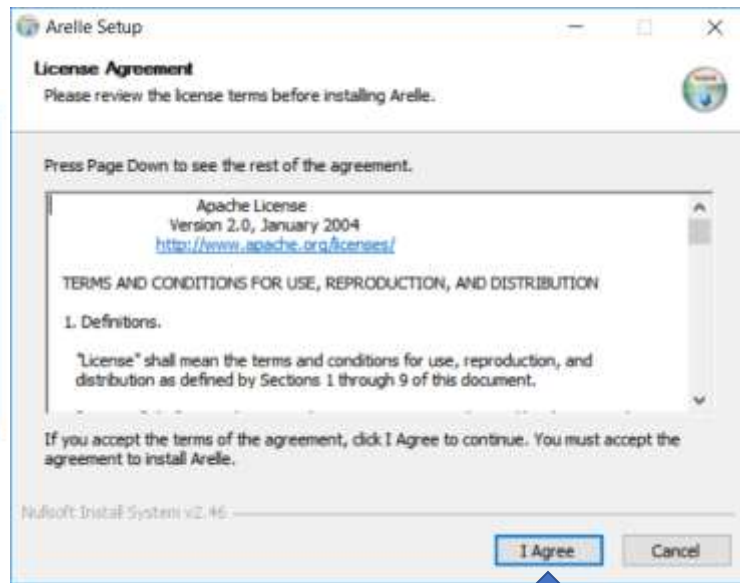 Arelle Setup
License Agreement
Please review the license terms before installing Arelle.
Press Page Down to see the rest of the agreement.
Apache License
Version 2.0, January 2004
http://www.apache.org/licenses/
TERMS AND CONDITIONS FOR USE, REPRODUCTION, AND DISTRIBUTION
1. Definitions.
"License" shall mean the terms and conditions for use, reproduction, and
distribution as defined by Sections 1 through 9 of this document.
If you accept the terms of the agreement, click I Agree to continue. You must accept the
agreement to install Arelle.
Nullsoft Install System v2.46
I Agree
Cancel